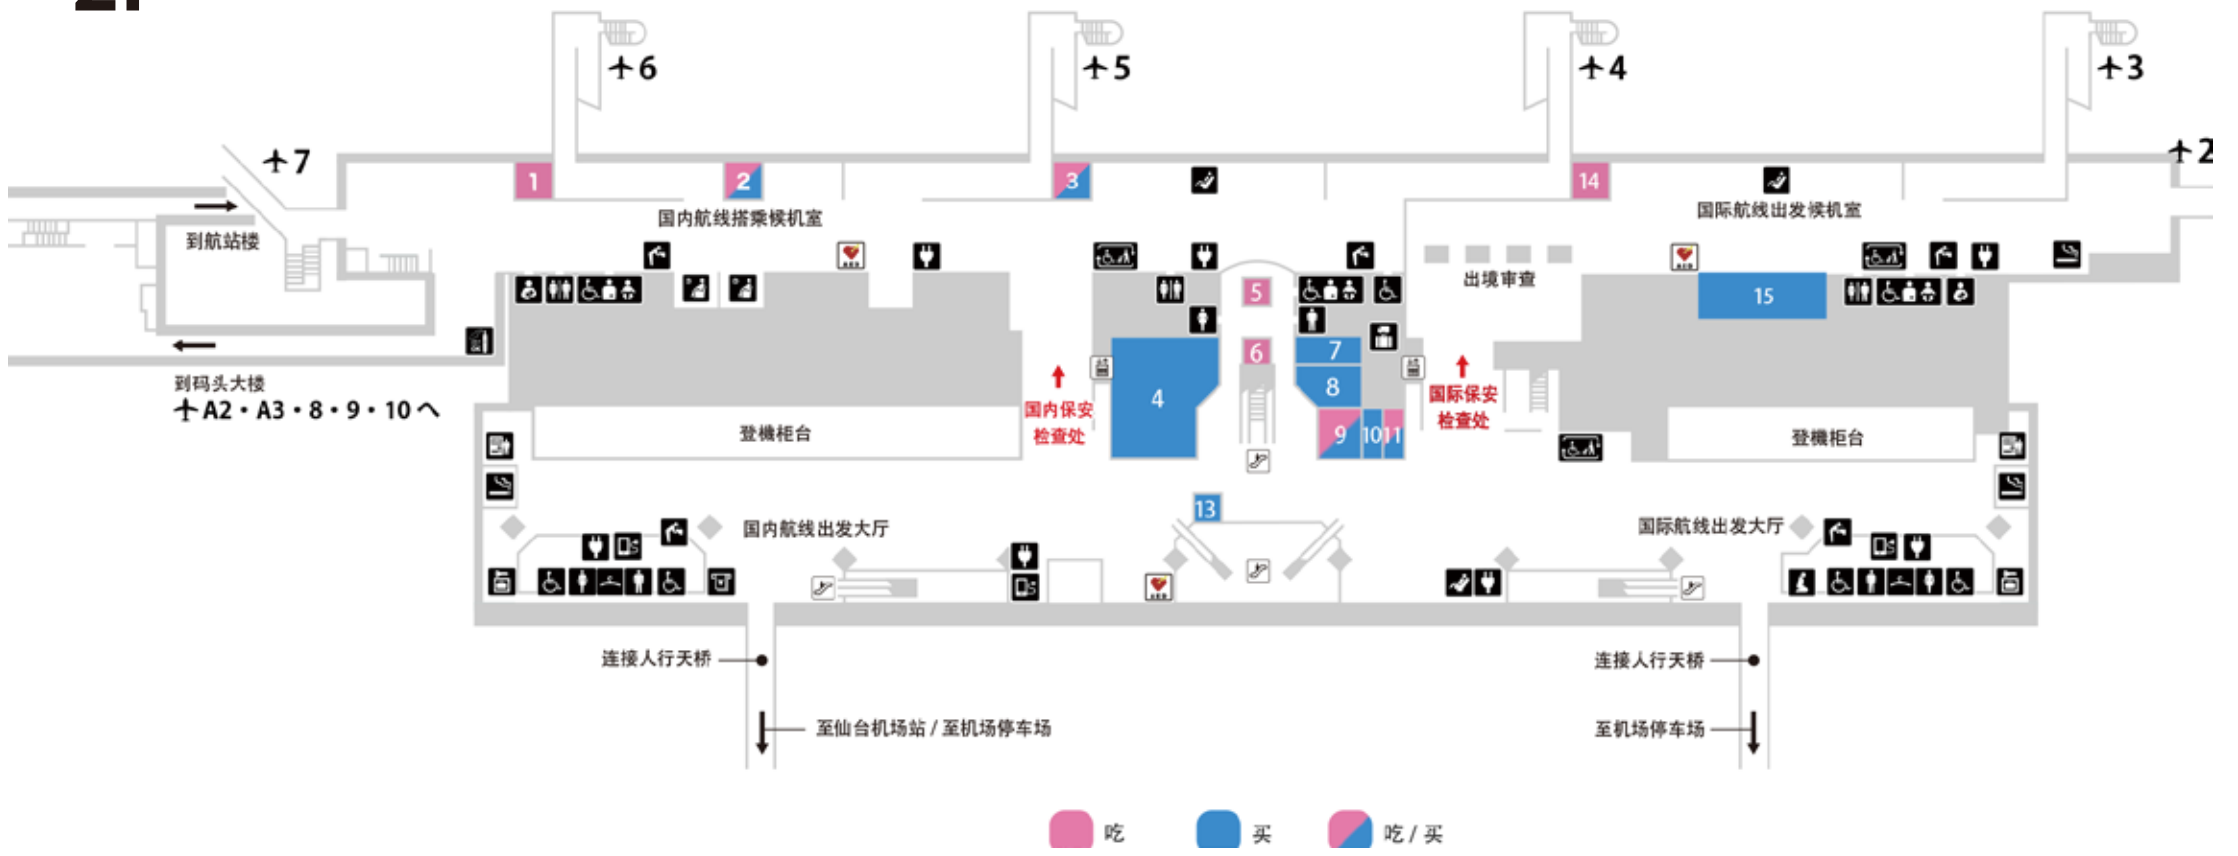 6
5
4
3
7
2
1
2
3
14
国内航线搭乘候机室
国际航线出发候机室
到航站楼
出境审查
5
15
6
7
8
4
9
10
11
国内保安
检查处
国际保安
检查处
到码头大楼
A2・A3・8・9・10 へ
登機柜台
登機柜台
13
国内航线出发大厅
国际航线出发大厅
连接人行天桥
连接人行天桥
至仙台机场站 / 至机场停车场
至机场停车场
吃
买
吃 / 买